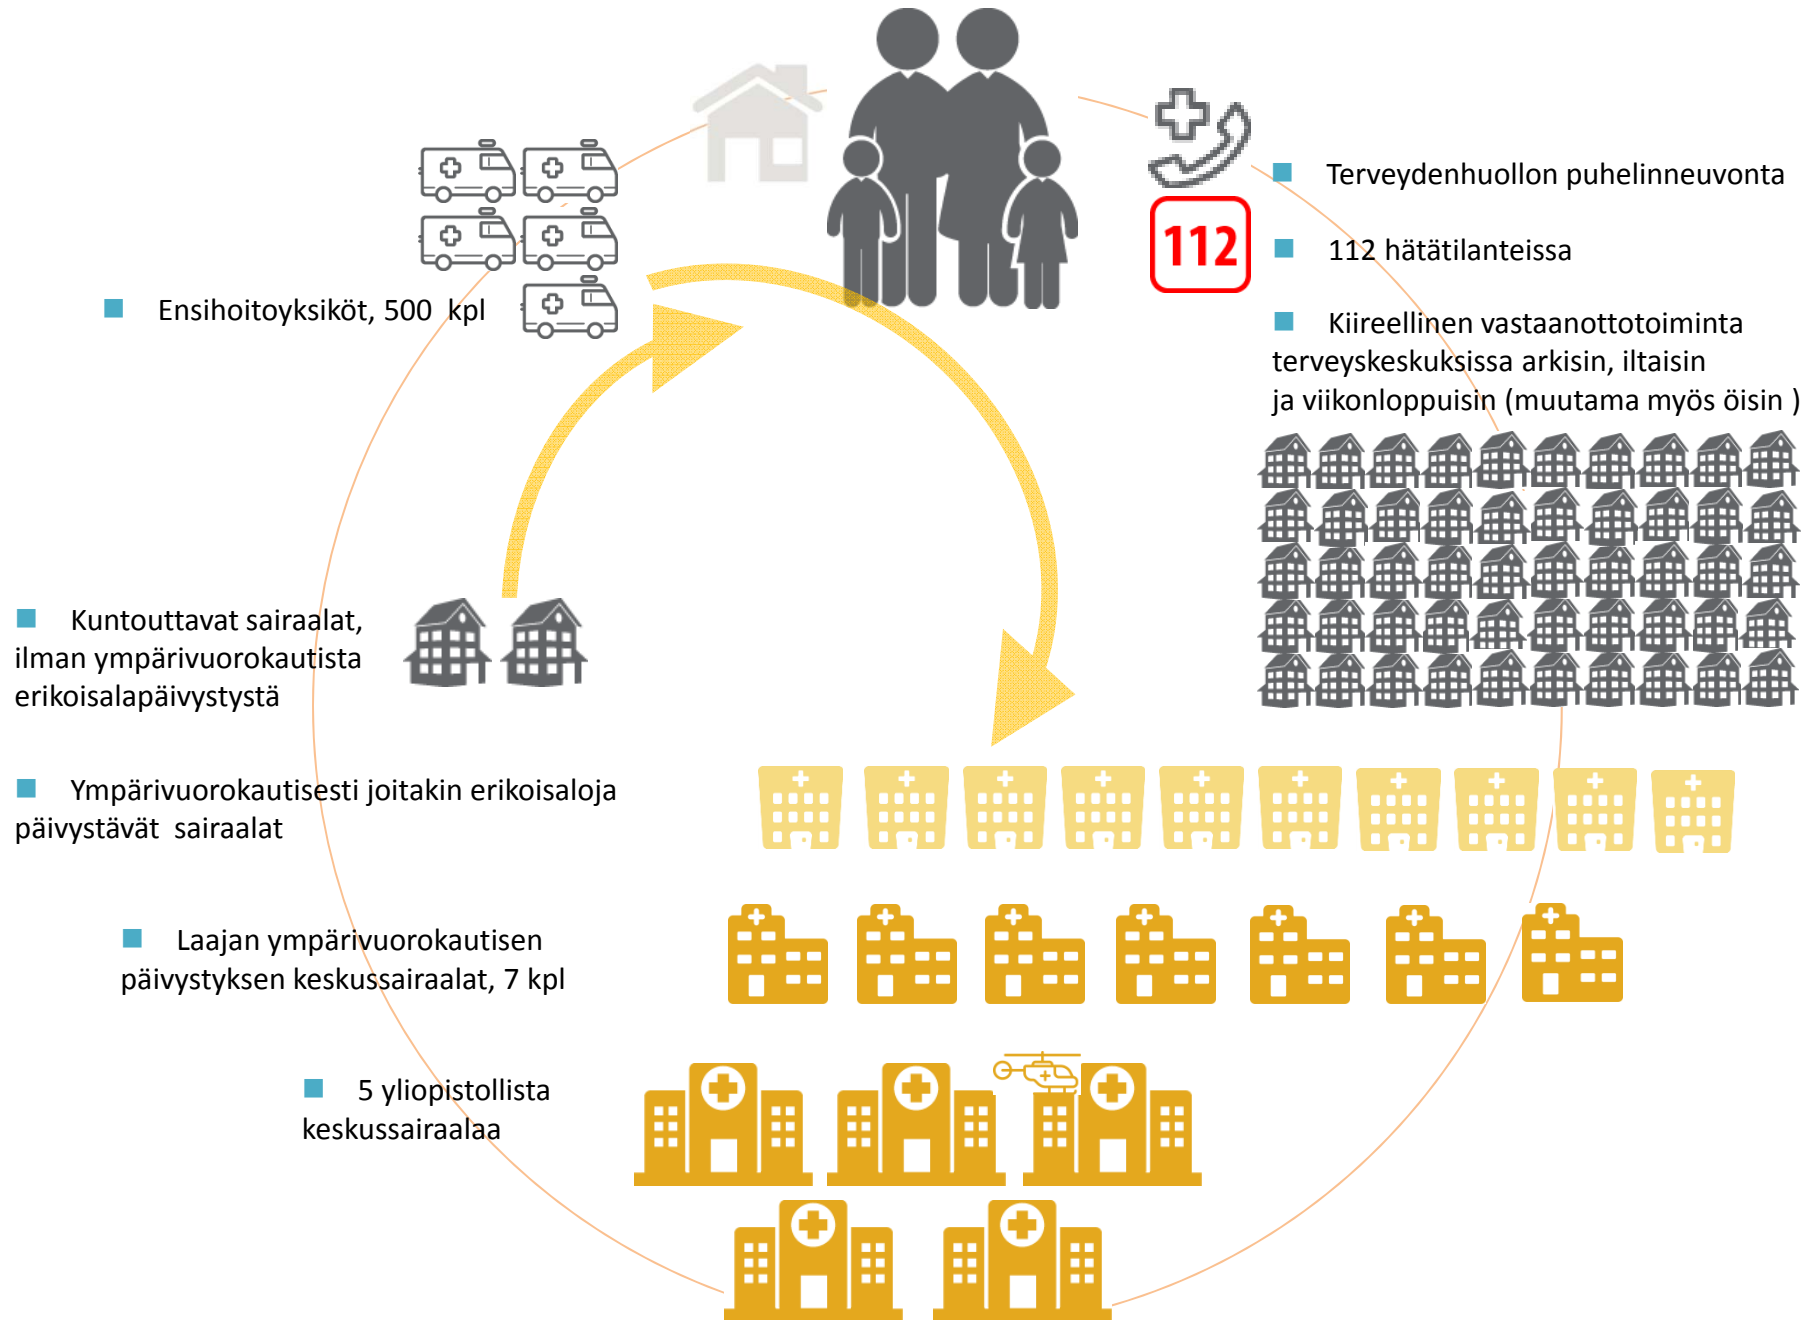 Terveydenhuollon puhelinneuvonta
112
112 hätätilanteissa
Ensihoitoyksiköt, 500 kpl
Kiireellinen vastaanottotoiminta
terveyskeskuksissa arkisin, iltaisin
ja viikonloppuisin (muutama myös öisin )
Kuntouttavat sairaalat,
ilman ympärivuorokautista
erikoisalapäivystystä
Ympärivuorokautisesti joitakin erikoisaloja
päivystävät sairaalat
Laajan ympärivuorokautisen
päivystyksen keskussairaalat, 7 kpl
5 yliopistollista
keskussairaalaa